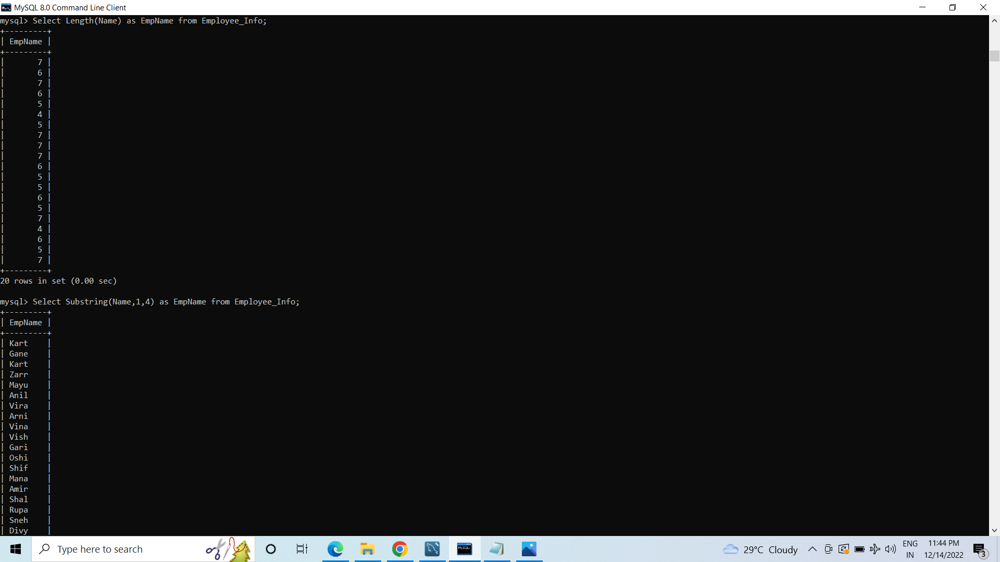 MySQL 8.0 Command Line Client
mysql> Select Length(Name) as EmpName from Employee_Info;
+---------+
| EmpName |
+---------+
|       7 |
|       6 |
|       7 |
|       6 |
|       5 |
|       4 |
|       5 |
|       7 |
|       7 |
|       7 |
|       6 |
|       5 |
|       5 |
|       6 |
|       5 |
|       7 |
|       4 |
|       6 |
|       5 |
|       7 |
+---------+
20 rows in set (0.00 sec)
mysql> Select Substring(Name,1,4) as EmpName from Employee_Info;
+---------+
| EmpName |
+---------+
| Kart    |
| Gane    |
| Kart    |
| Zarr    |
| Mayu    |
| Anil    |
| Vira    |
| Arni    |
| Vina    |
| Vish    |
| Gari    |
| Oshi    |
| Shif    |
| Mana    |
| Amir    |
| Shal    |
| Rupa    |
| Sneh    |
| Divy    |
Type here to search
29°C Cloudy
ENG
IN
11:44 PM
12/14/2022
3